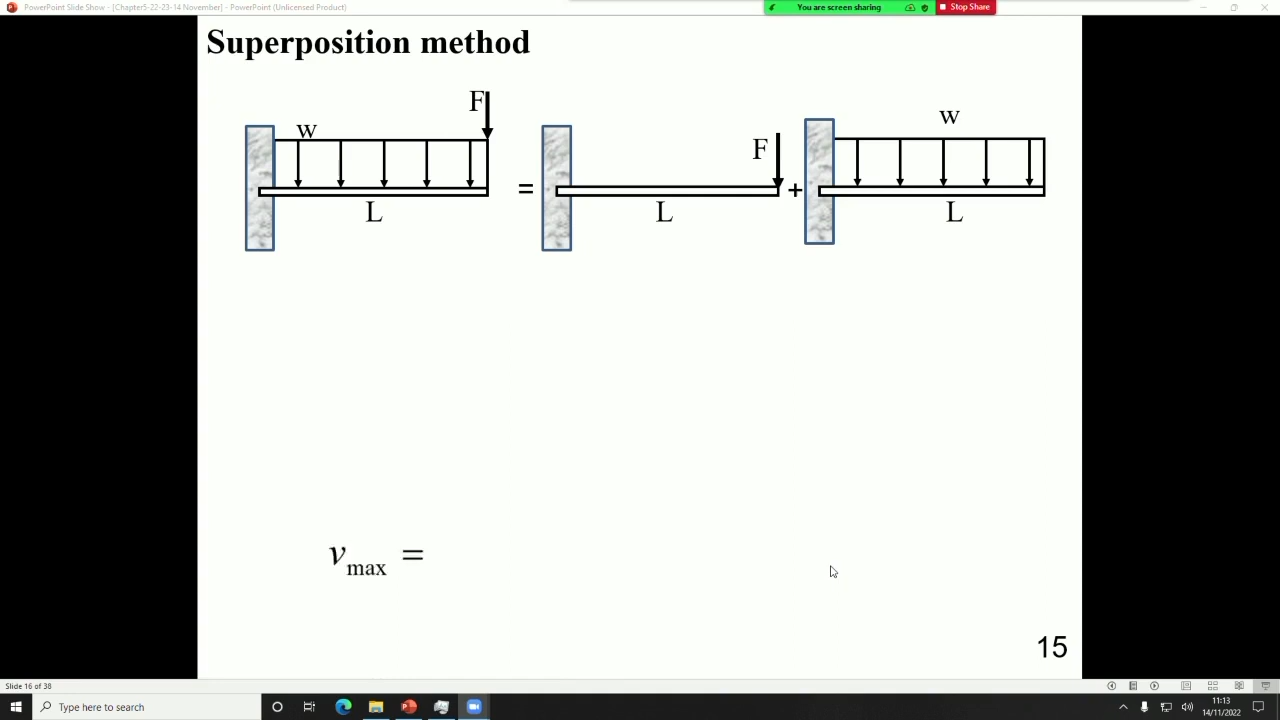 PowerPoint Slide Show - [Chapter5-22-23-14 November] - PowerPoint (Unlicensed Product)
You are screen sharing
Stop Share
Superposition method
F
w
L
=
F
L
+
w
L
v max =
15
Slide 16 of 38
Type here to search
11:13
14/11/2022